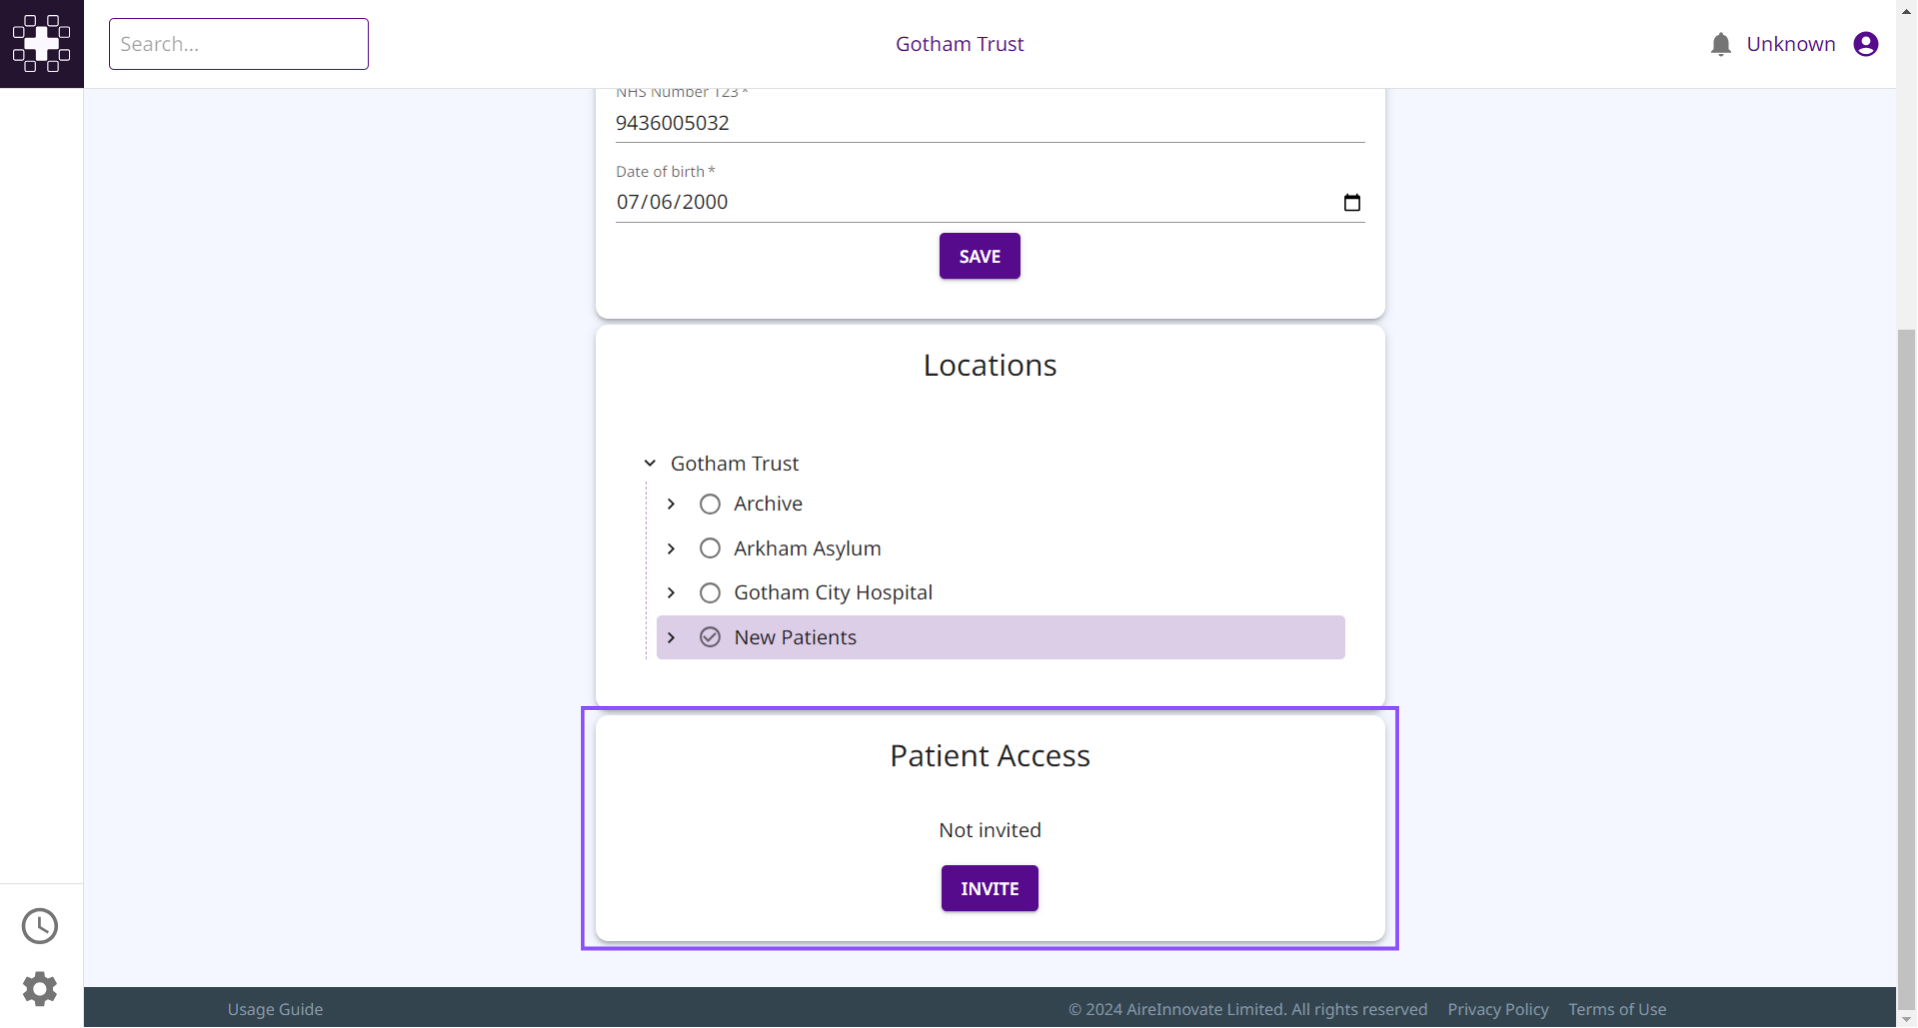 Search...
Gotham Trust
Unknown
NHS Number 123 *
9436005032
Date of birth *
07/06/2000
SAVE
Locations
Gotham Trust
Archive
Arkham Asylum
Gotham City Hospital
New Patients
Patient Access
Not invited
INVITE
Usage Guide
© 2024 AireInnovate Limited. All rights reserved
Privacy Policy
Terms of Use